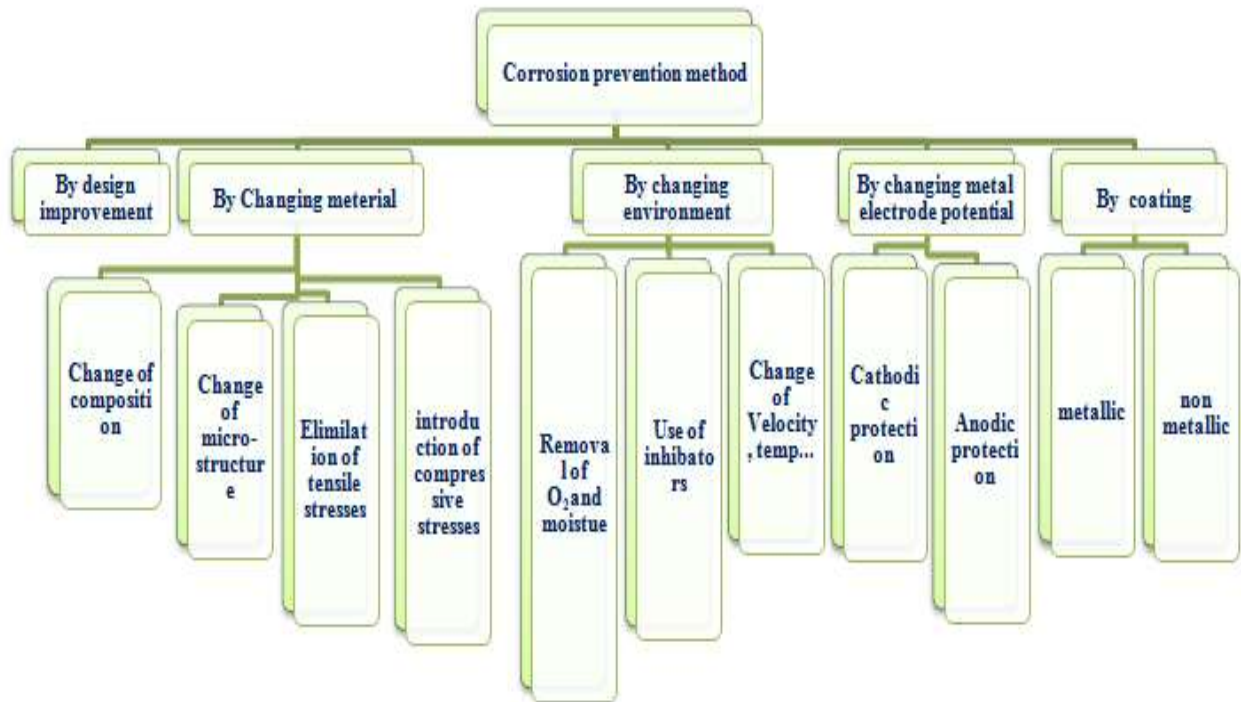 Corrosion prevention method
By design
improvement
By Changing meterial
By changing
environment
By changing metal
electrode potential
By coating
Change of
compositi
on
Change
of
micro-
structur
e
Elimilat
ion of
tensile
stresses
introdu
ction of
compres
sive
stresses
Remova
l of
O₂ and
moistue
Use of
inhibato
rs
Change
of
Velocity
, temp...
Cathodi
c
protecti
on
Anodic
protecti
on
metallic
non
metallic